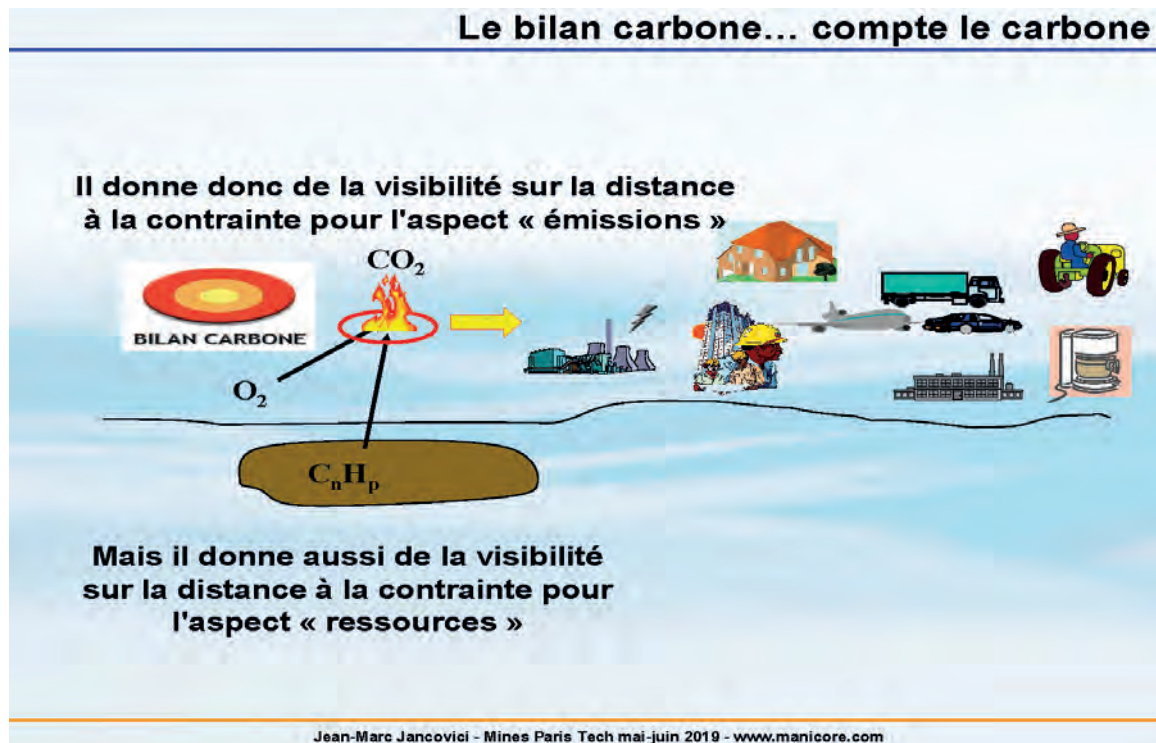 Le bilan carbone… compte le carbone
Il donne donc de la visibilité sur la distance
à la contrainte pour l'aspect « émissions »
CO₂
BILAN CARBONE
O₂
CₙHₚ
Mais il donne aussi de la visibilité
sur la distance à la contrainte pour
l'aspect « ressources »
Jean-Marc Jancovici - Mines Paris Tech mai-juin 2019 - www.manicore.com